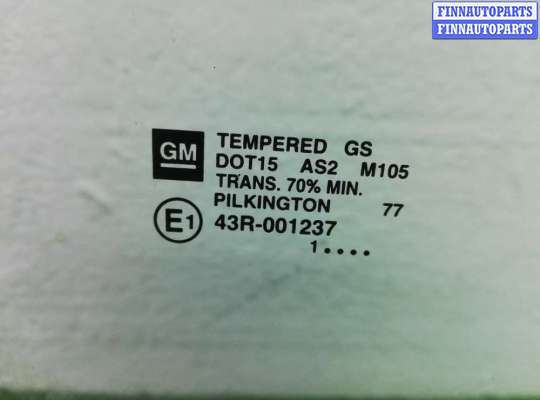 FINNAUTOPARTS
FINNAUTOPARTS
GM
TEMPERED GS
DOT15 AS2 M105
TRANS. 70% MIN.
PILKINGTON 77
E1 43R-001237
1....